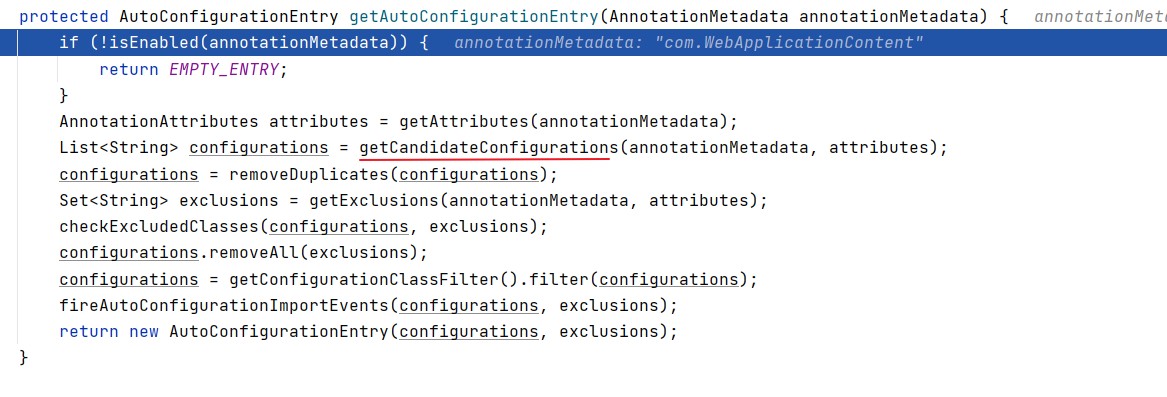 protected AutoConfigurationEntry getAutoConfigurationEntry(AnnotationMetadata annotationMetadata) {
    if (!isEnabled(annotationMetadata)) {   annotationMetadata: "com.WebApplicationContent"
        return EMPTY_ENTRY;
    }
    AnnotationAttributes attributes = getAttributes(annotationMetadata);
    List<String> configurations = getCandidateConfigurations(annotationMetadata, attributes);
    configurations = removeDuplicates(configurations);
    Set<String> exclusions = getExclusions(annotationMetadata, attributes);
    checkExcludedClasses(configurations, exclusions);
    configurations.removeAll(exclusions);
    configurations = getConfigurationClassFilter().filter(configurations);
    fireAutoConfigurationImportEvents(configurations, exclusions);
    return new AutoConfigurationEntry(configurations, exclusions);
}